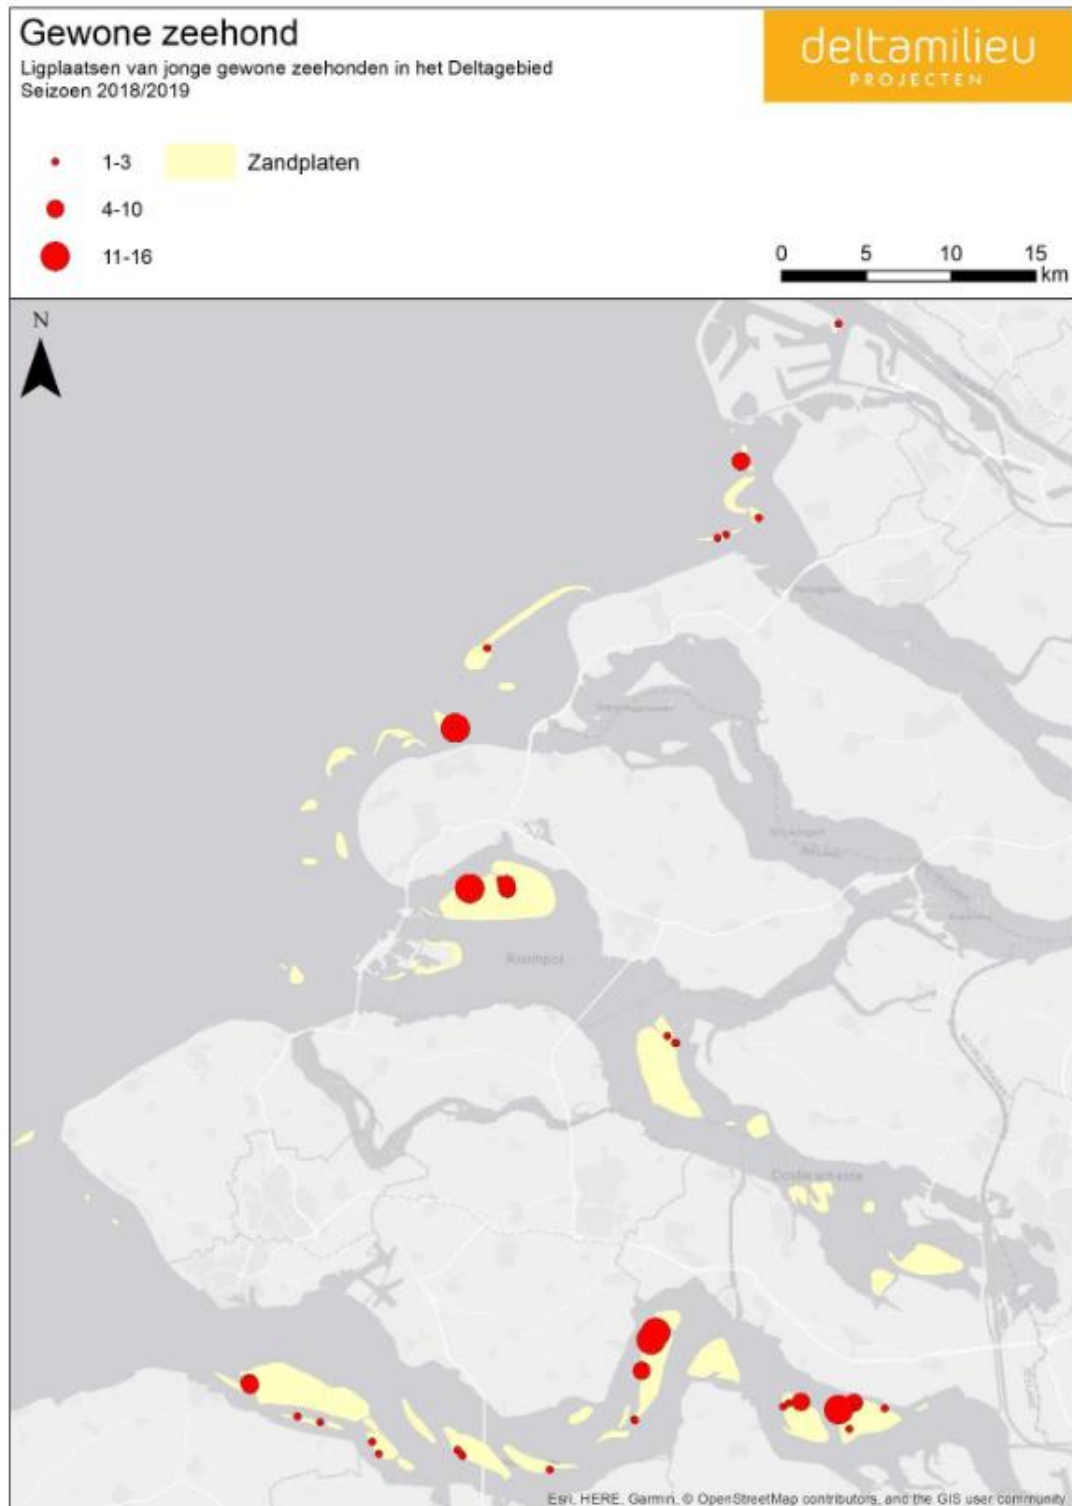 Gewone zeehond
Ligplaatsen van jonge gewone zeehonden in het Deltagebied
Seizoen 2018/2019
deltamilieu
PROJECTEN
1-3
Zandplaten
4-10
11-16
0 5 10 15
km
N
Oosterschelde
Esri, HERE, Garmin, © OpenStreetMap contributors, and the GIS user community